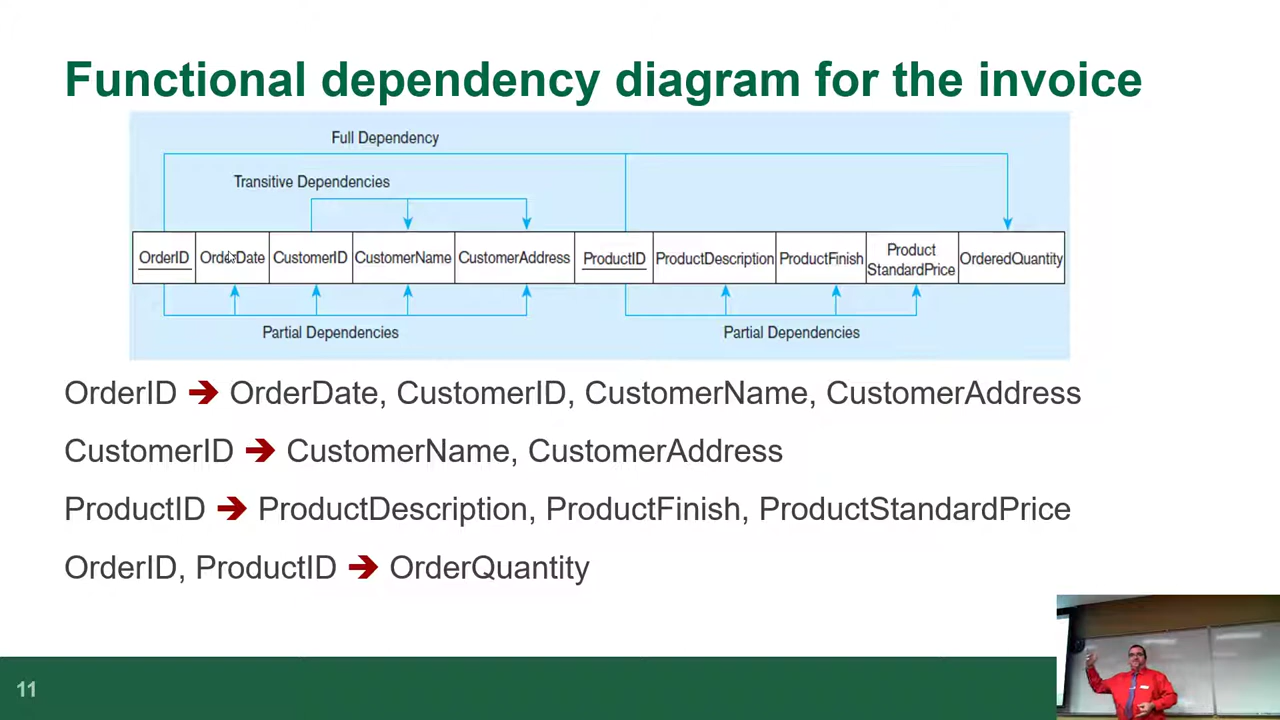 Functional dependency diagram for the invoice
Full Dependency
Transitive Dependencies
OrderID OrderDate CustomerID CustomerName CustomerAddress ProductID ProductDescription ProductFinish Product StandardPrice OrderedQuantity
Partial Dependencies Partial Dependencies
OrderID ➔ OrderDate, CustomerID, CustomerName, CustomerAddress
CustomerID ➔ CustomerName, CustomerAddress
ProductID ➔ ProductDescription, ProductFinish, ProductStandardPrice
OrderID, ProductID ➔ OrderQuantity
11